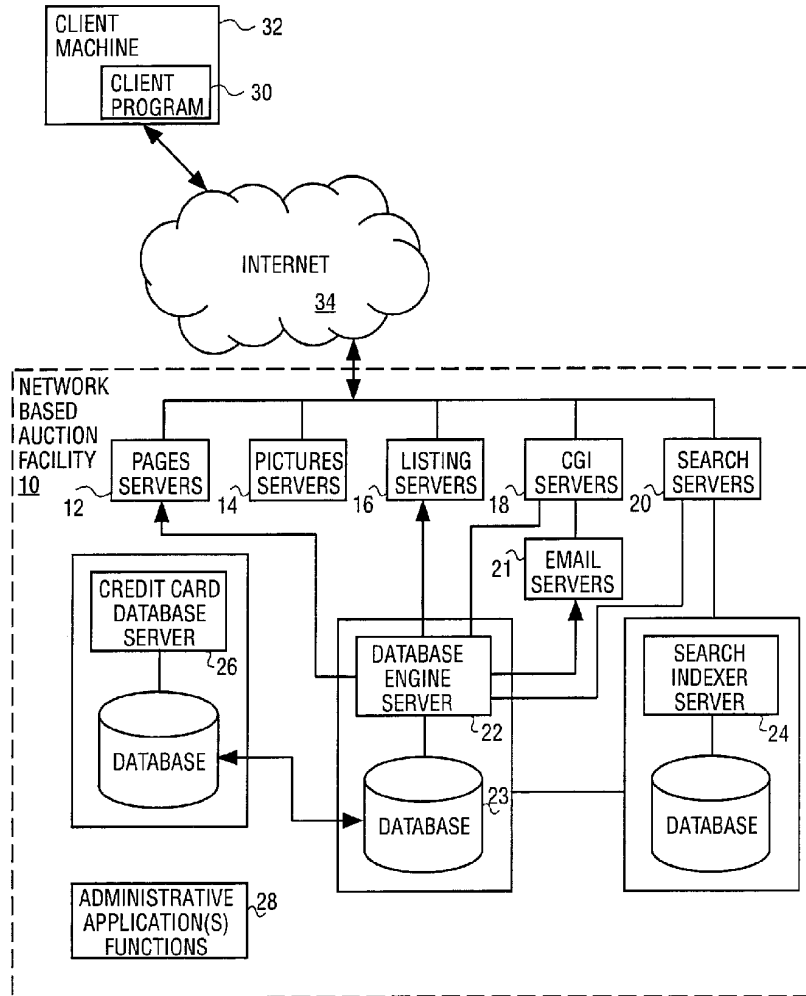 CLIENT
MACHINE
32
CLIENT
PROGRAM
30
INTERNET
34
NETWORK
BASED
AUCTION
FACILITY
10
PAGES
SERVERS
12
PICTURES
SERVERS
14
LISTING
SERVERS
16
CGI
SERVERS
18
SEARCH
SERVERS
20
21
EMAIL
SERVERS
CREDIT CARD
DATABASE
SERVER
26
DATABASE
ENGINE
SERVER
22
SEARCH
INDEXER
SERVER
24
DATABASE
DATABASE
23
DATABASE
ADMINISTRATIVE
APPLICATION(S)
FUNCTIONS
28